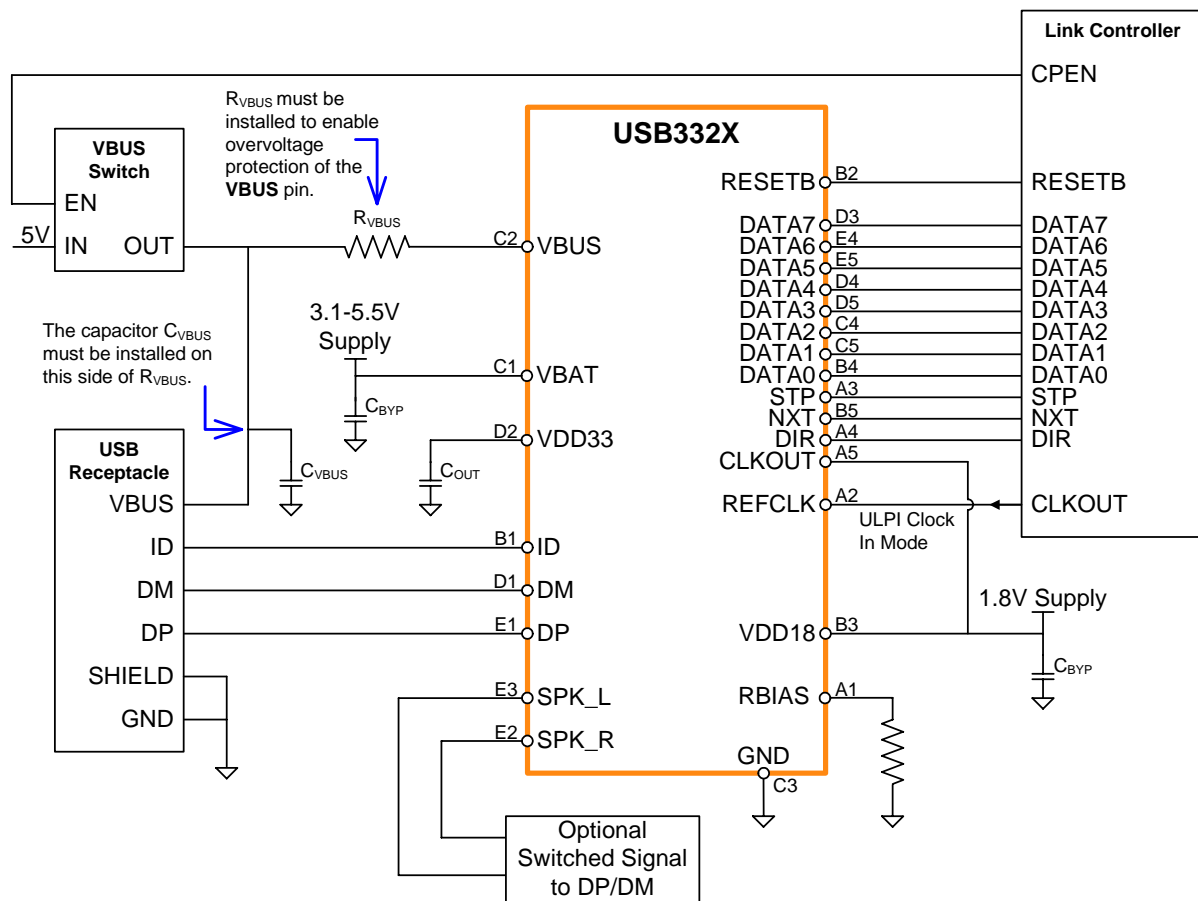 Link Controller
CPEN
RVBUS must be
installed to enable
overvoltage
protection of the
VBUS pin.
VBUS
Switch
EN
5V
IN
OUT
RVBUS
USB332X
C2
VBUS
3.1-5.5V
Supply
C1
VBAT
CBYP
The capacitor CVBUS
must be installed on
this side of RVBUS.
D2
VDD33
COUT
CVBUS
USB
Receptacle
VBUS
ID
DM
DP
SHIELD
GND
B1
ID
D1
DM
E1
DP
E3
SPK_L
E2
SPK_R
RESETB
B2
RESETB
DATA7
D3
DATA7
DATA6
E4
DATA6
DATA5
E5
DATA5
DATA4
D4
DATA4
DATA3
D5
DATA3
DATA2
C4
DATA2
DATA1
C5
DATA1
DATA0
B4
DATA0
STP
A3
STP
NXT
B5
NXT
DIR
A4
DIR
CLKOUT
A5
REFCLK
A2
CLKOUT
ULPI Clock
In Mode
1.8V Supply
VDD18
B3
CBYP
RBIAS
A1
GND
C3
Optional
Switched Signal
to DP/DM